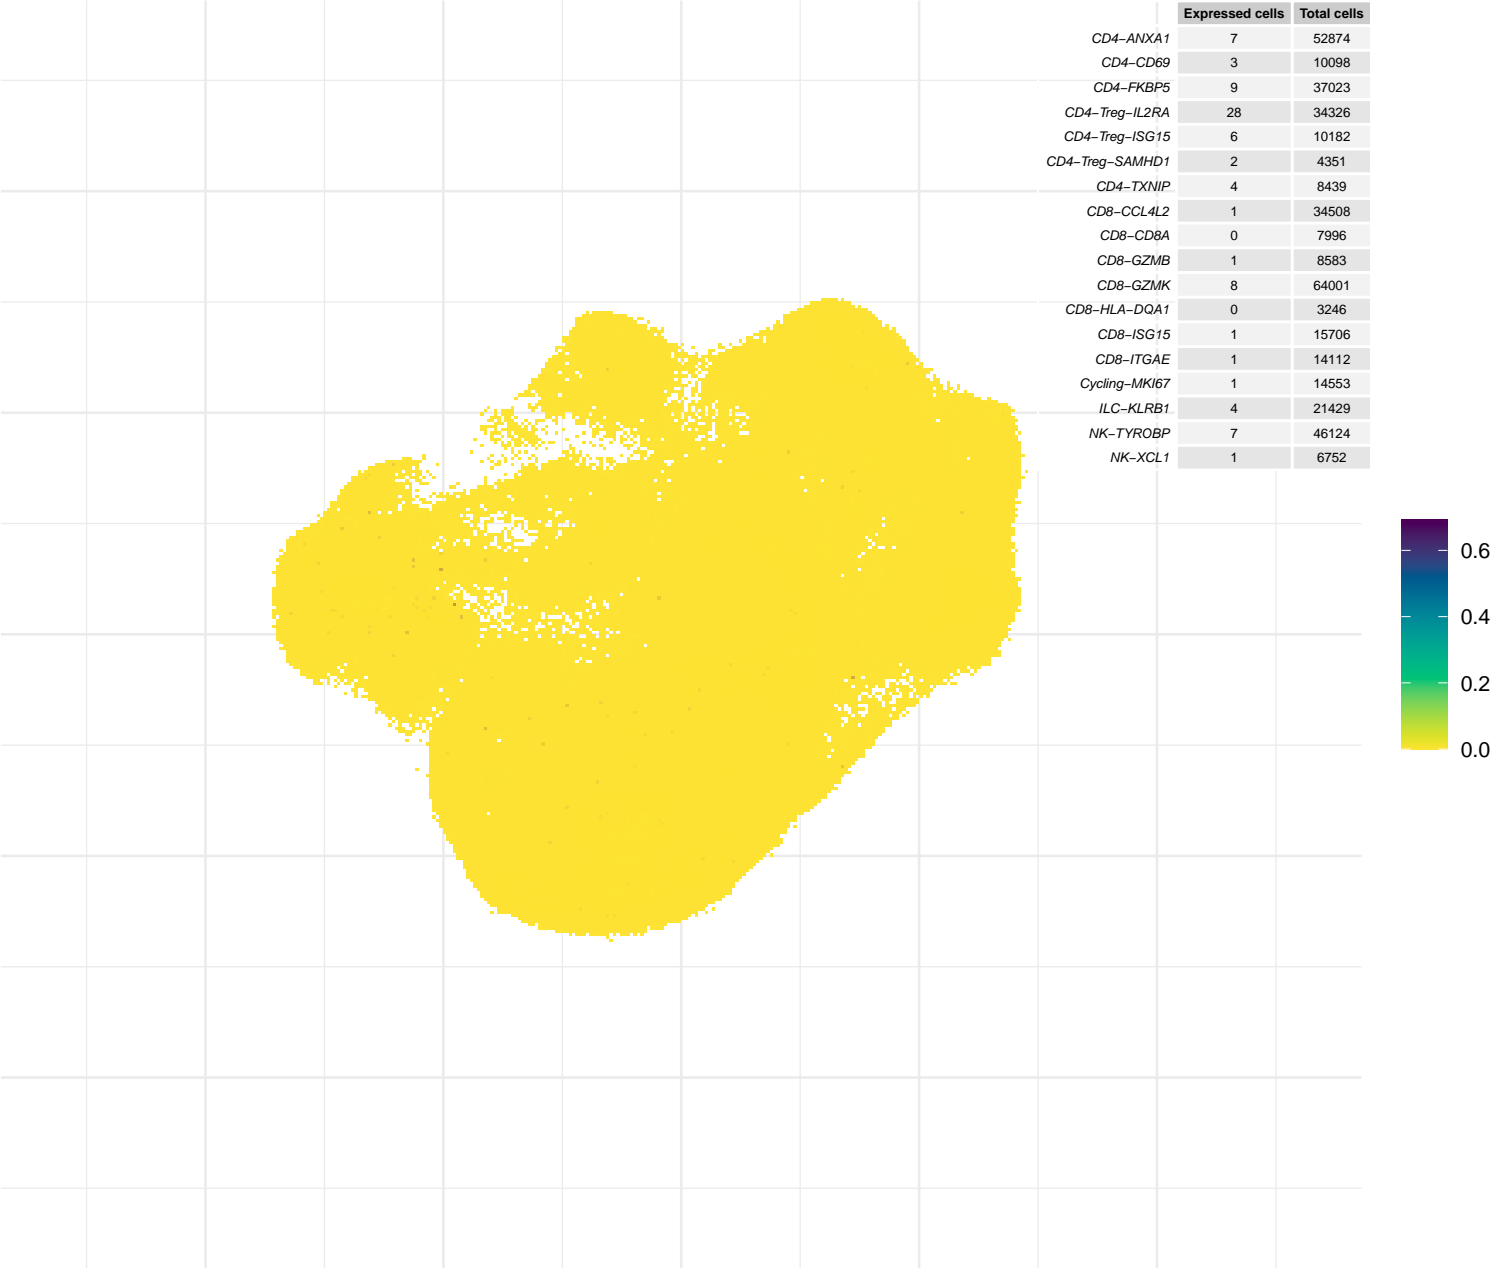 Expressed cells Total cells
CD4−ANXA1 7 52874
CD4−CD69 3 10098
CD4−FKBP5 9 37023
CD4−Treg−IL2RA 28 34326
CD4−Treg−ISG15 6 10182
CD4−Treg−SAMHD1 2 4351
CD4−TXNIP 4 8439
CD8−CCL4L2 1 34508
CD8−CD8A 0 7996
CD8−GZMB 1 8583
CD8−GZMK 8 64001
CD8−HLA−DQA1 0 3246
CD8−ISG15 1 15706
CD8−ITGAE 1 14112
Cycling−MKI67 1 14553
ILC−KLRB1 4 21429
NK−TYROBP 7 46124
NK−XCL1 1 6752
0.6
0.4
0.2
0.0